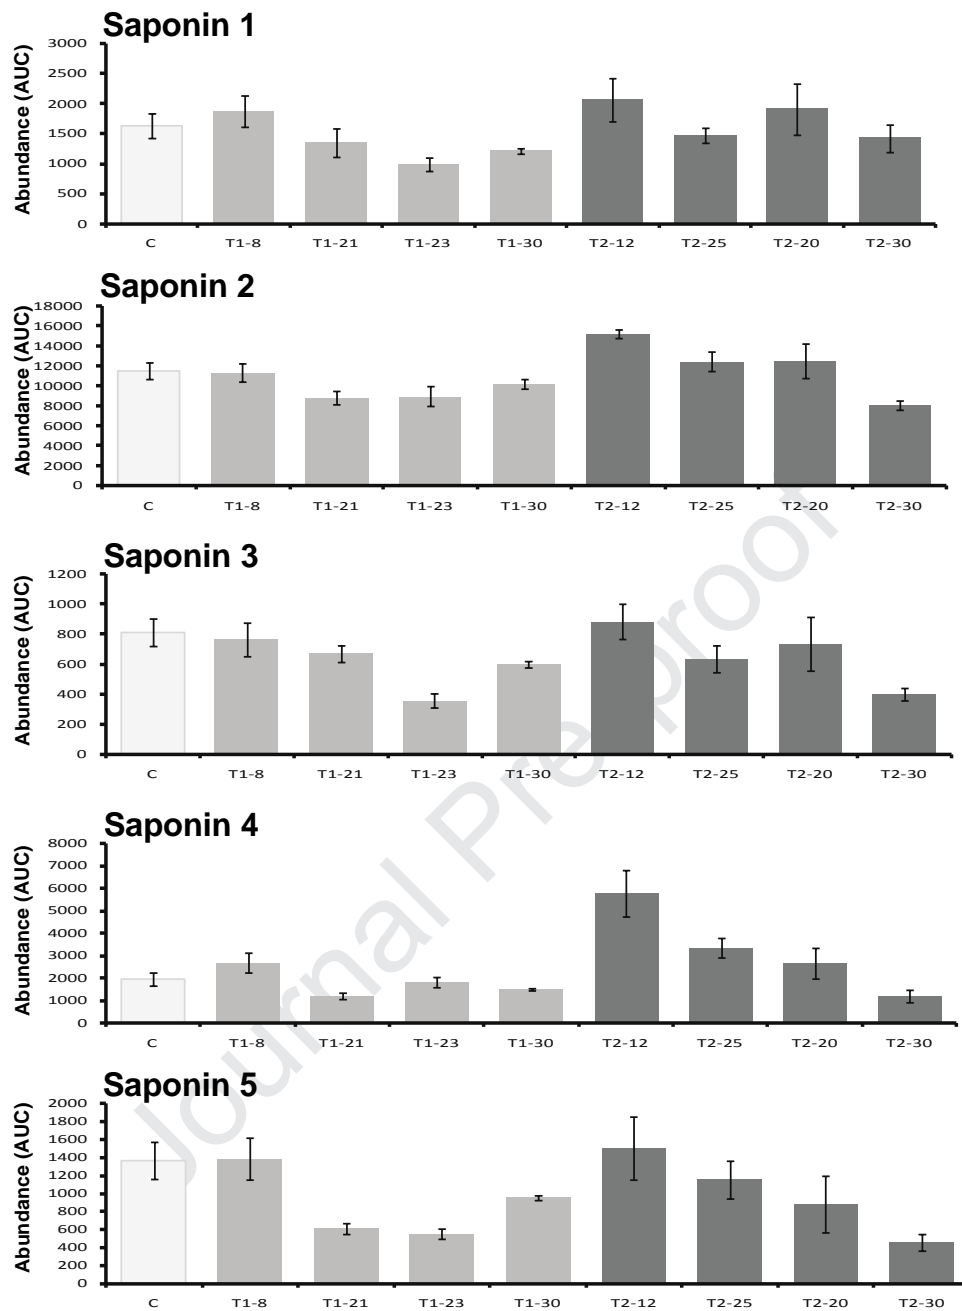 Saponin 1
Abundance (AUC)
3000
2500
2000
1500
1000
500
0
C T1-8 T1-21 T1-23 T1-30 T2-12 T2-25 T2-20 T2-30
Saponin 2
Abundance (AUC)
18000
16000
14000
12000
10000
8000
6000
4000
2000
0
C T1-8 T1-21 T1-23 T1-30 T2-12 T2-25 T2-20 T2-30
Saponin 3
Abundance (AUC)
1200
1000
800
600
400
200
0
C T1-8 T1-21 T1-23 T1-30 T2-12 T2-25 T2-20 T2-30
Saponin 4
Abundance (AUC)
8000
7000
6000
5000
4000
3000
2000
1000
0
C T1-8 T1-21 T1-23 T1-30 T2-12 T2-25 T2-20 T2-30
Saponin 5
Abundance (AUC)
2000
1800
1600
1400
1200
1000
800
600
400
200
0
C T1-8 T1-21 T1-23 T1-30 T2-12 T2-25 T2-20 T2-30
Journal Pre-proof